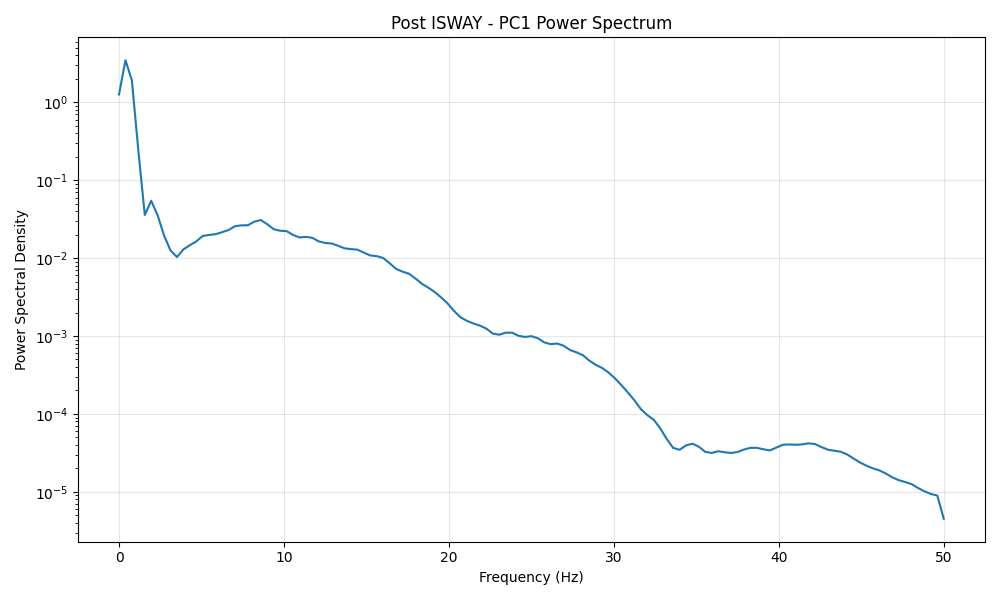 Post ISWAY - PC1 Power Spectrum
Power Spectral Density
10⁰
10⁻¹
10⁻²
10⁻³
10⁻⁴
10⁻⁵
0 10 20 30 40 50
Frequency (Hz)